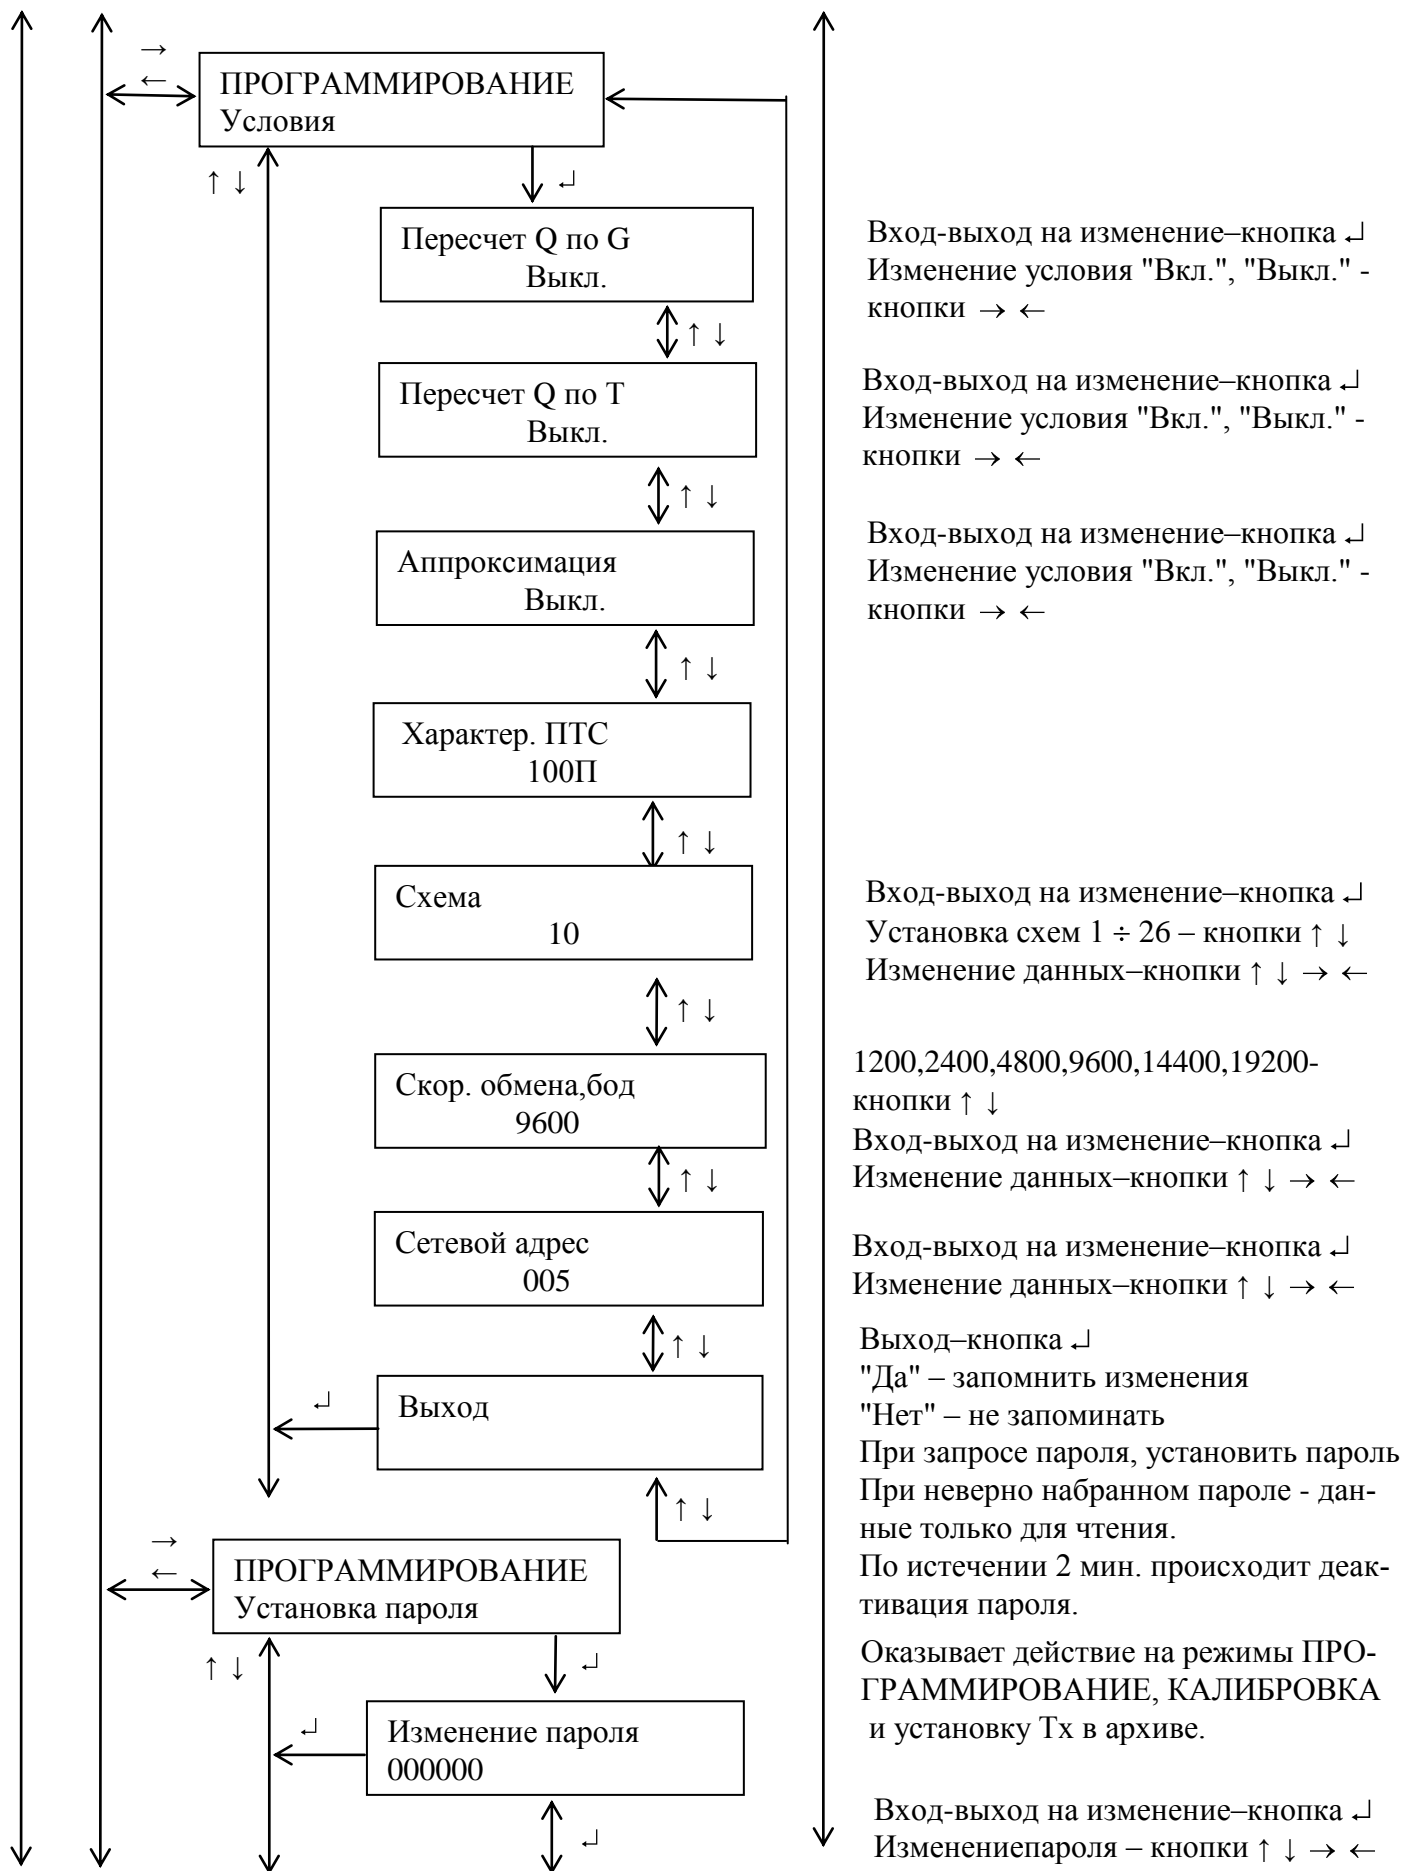 →
←
ПРОГРАММИРОВАНИЕ
Условия
↑ ↓
↵
Пересчет Q по G
Выкл.
Вход-выход на изменение–кнопка ↵
Изменение условия "Вкл.", "Выкл." -
кнопки → ←
↑ ↓
Пересчет Q по T
Выкл.
Вход-выход на изменение–кнопка ↵
Изменение условия "Вкл.", "Выкл." -
кнопки → ←
↑ ↓
Аппроксимация
Выкл.
Вход-выход на изменение–кнопка ↵
Изменение условия "Вкл.", "Выкл." -
кнопки → ←
↑ ↓
Характер. ПТС
100П
↑ ↓
Схема
10
Вход-выход на изменение–кнопка ↵
Установка схем 1 ÷ 26 – кнопки ↑ ↓
Изменение данных–кнопки ↑ ↓ → ←
↑ ↓
Скор. обмена,бод
9600
1200,2400,4800,9600,14400,19200-
кнопки ↑ ↓
Вход-выход на изменение–кнопка ↵
Изменение данных–кнопки ↑ ↓ → ←
↑ ↓
Сетевой адрес
005
Вход-выход на изменение–кнопка ↵
Изменение данных–кнопки ↑ ↓ → ←
↑ ↓
Выход
↵
Выход–кнопка ↵
"Да" – запомнить изменения
"Нет" – не запоминать
При запросе пароля, установить пароль
При неверно набранном пароле - дан-
ные только для чтения.
По истечении 2 мин. происходит деак-
тивация пароля.
↑ ↓
→
←
ПРОГРАММИРОВАНИЕ
Установка пароля
Оказывает действие на режимы ПРО-
ГРАММИРОВАНИЕ, КАЛИБРОВКА
и установку Тх в архиве.
↑ ↓
↵
↵
Изменение пароля
000000
↵
Вход-выход на изменение–кнопка ↵
Изменениепароля – кнопки ↑ ↓ → ←